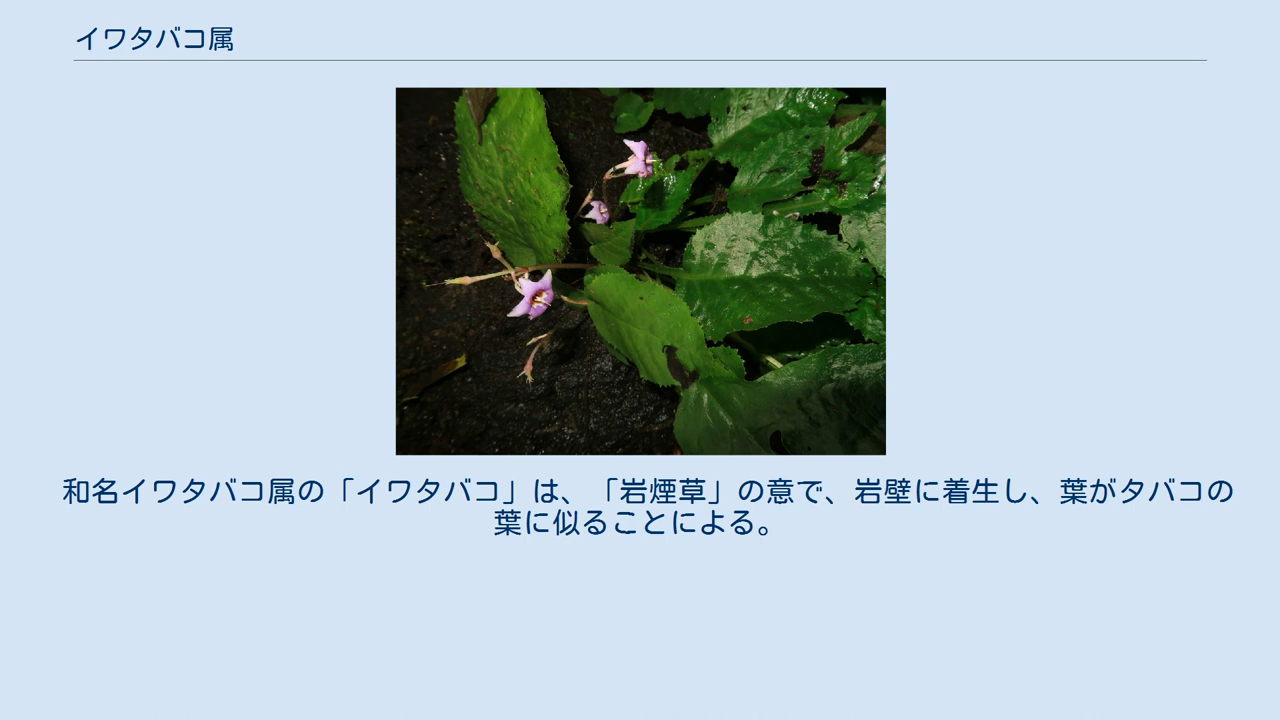 イワタバコ属
和名イワタバコ属の「イワタバコ」は、「岩煙草」の意で、岩壁に着生し、葉がタバコの
葉に似ることによる。